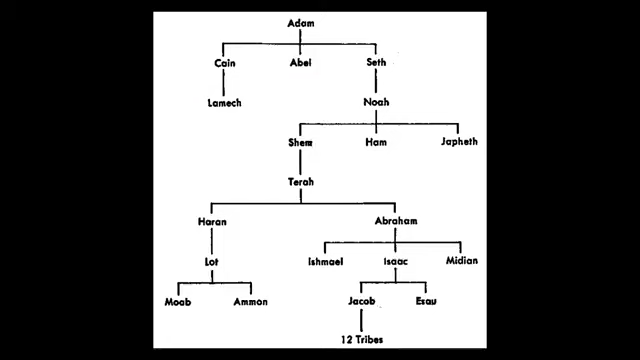 Adam
Cain Abel Seth
Lamech Noah
Shem Ham Japheth
Terah
Haran Abraham
Lot Ishmael Isaac Midian
Moab Ammon Jacob Esau
12 Tribes